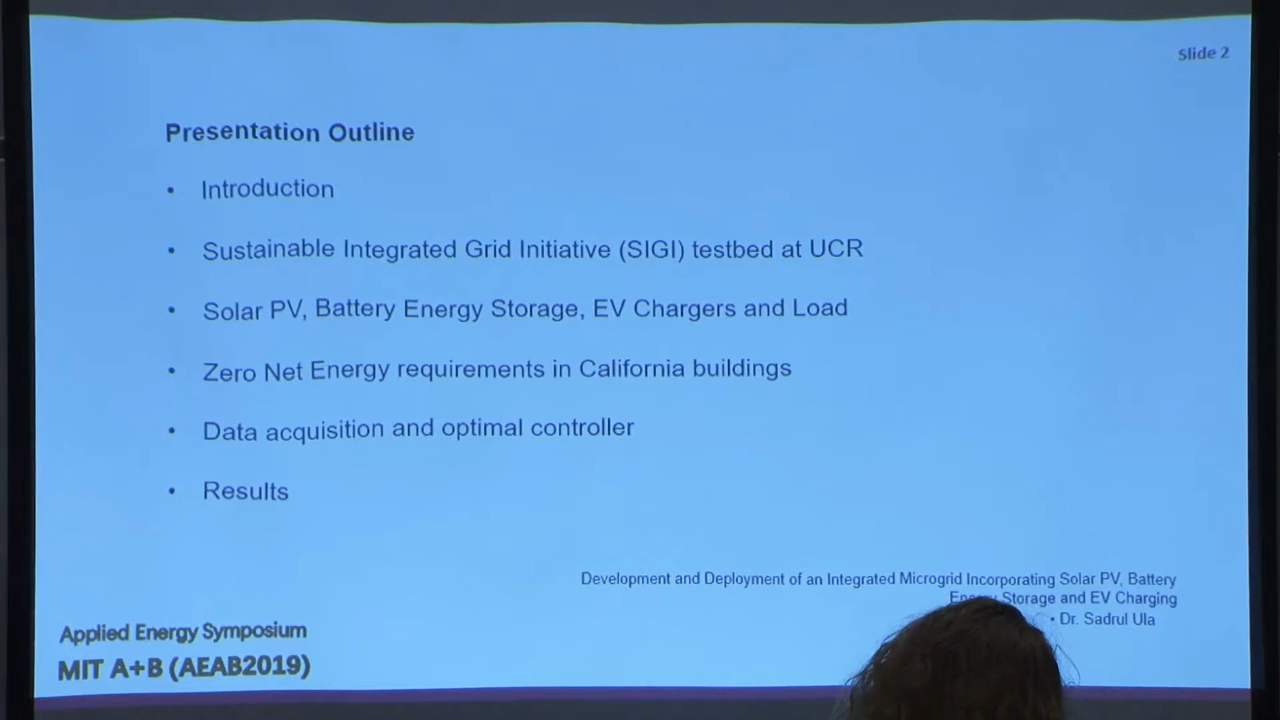 Slide 2
Presentation Outline
• Introduction
• Sustainable Integrated Grid Initiative (SIGI) testbed at UCR
• Solar PV, Battery Energy Storage, EV Chargers and Load
• Zero Net Energy requirements in California buildings
• Data acquisition and optimal controller
• Results
Development and Deployment of an Integrated Microgrid Incorporating Solar PV, Battery
Energy Storage and EV Charging
• Dr. Sadrul Ula
Applied Energy Symposium
MIT A+B (AEAB2019)